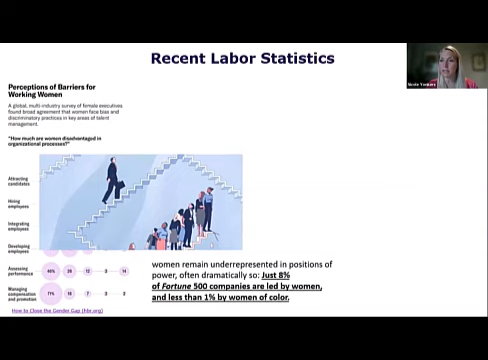 Recent Labor Statistics
Perceptions of Barriers for
Working Women
A global, multi-industry survey of female executives
found broad agreement that women face bias and
discriminatory practices in key areas of talent
management.
"How much are women disadvantaged in
organizational processes?"
Attracting
candidates
Hiring
employees
Integrating
employees
Developing
employees
Assessing
performance
Managing
compensation
and promotion
women remain underrepresented in positions of
power, often dramatically so: Just 8%
of Fortune 500 companies are led by women,
and less than 1% by women of color.
How to Close the Gender Gap (hbr.org)